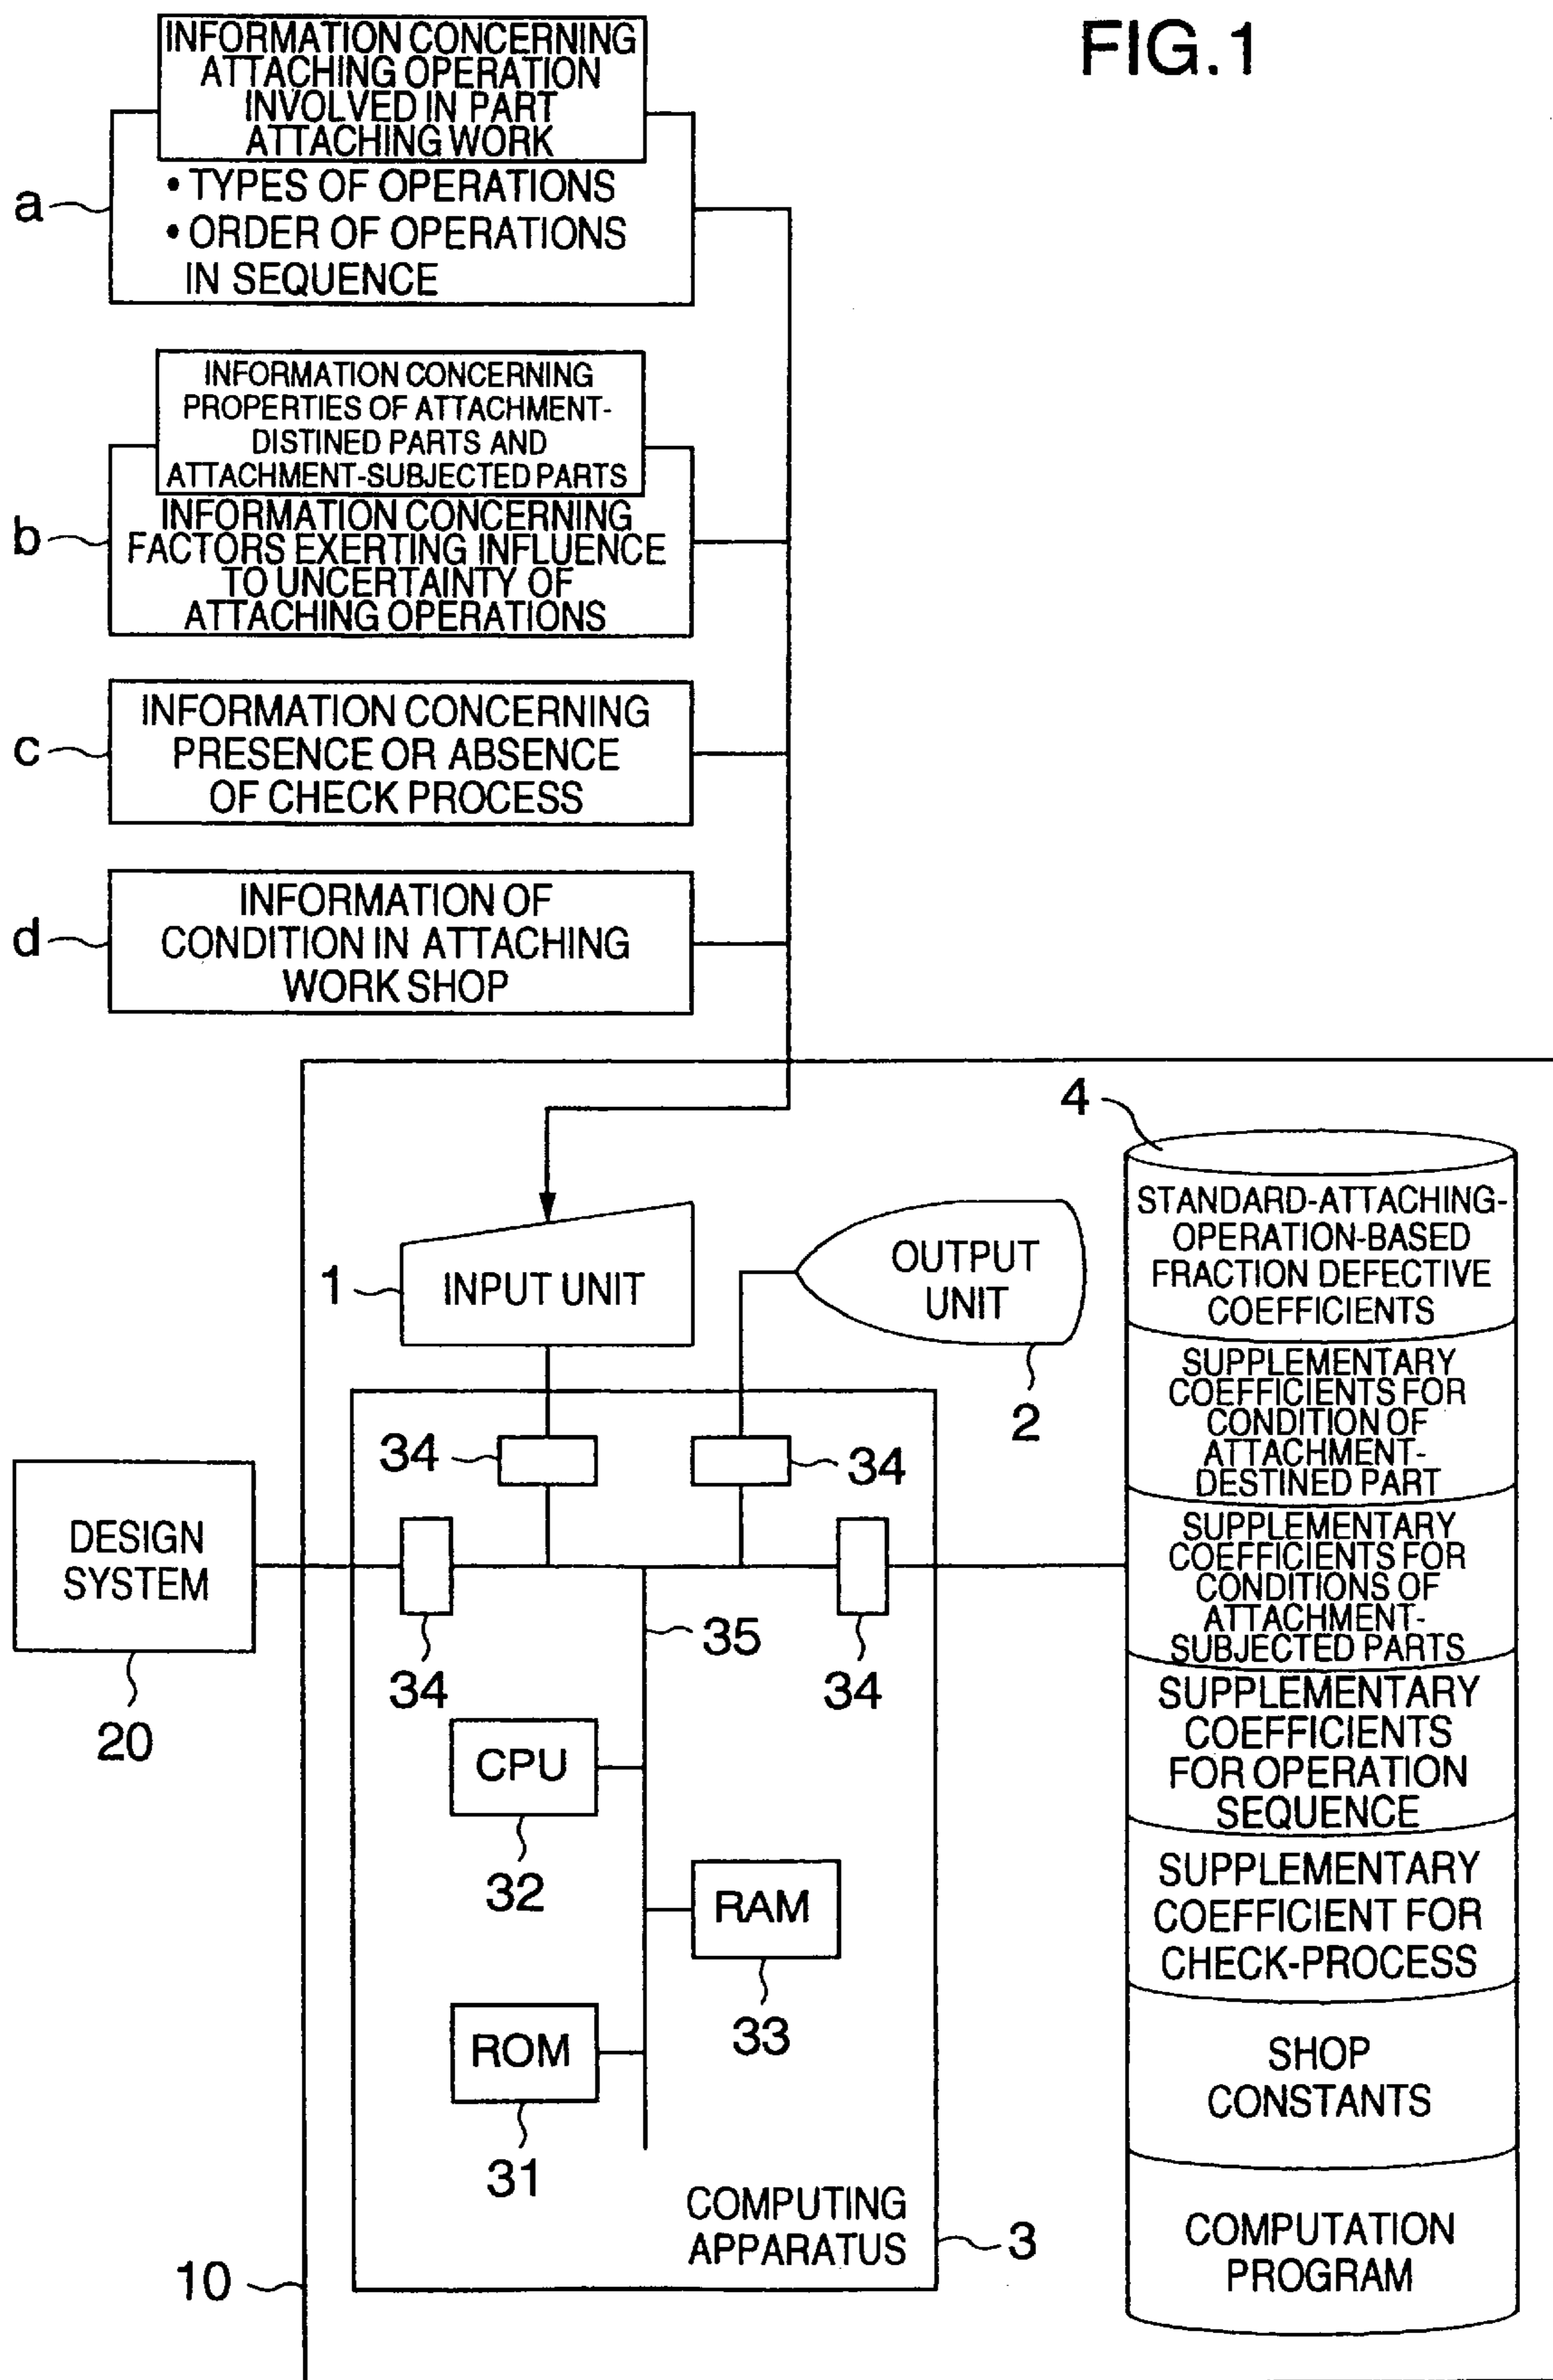 FIG.1
INFORMATION CONCERNING
ATTACHING OPERATION
INVOLVED IN PART
ATTACHING WORK
• TYPES OF OPERATIONS
• ORDER OF OPERATIONS
IN SEQUENCE
a
INFORMATION CONCERNING
PROPERTIES OF ATTACHMENT-
DISTINED PARTS AND
ATTACHMENT-SUBJECTED PARTS
INFORMATION CONCERNING
FACTORS EXERTING INFLUENCE
TO UNCERTAINTY OF
ATTACHING OPERATIONS
b
INFORMATION CONCERNING
PRESENCE OR ABSENCE
OF CHECK PROCESS
c
INFORMATION OF
CONDITION IN ATTACHING
WORK SHOP
d
4
1
INPUT UNIT
OUTPUT
UNIT
2
34
34
DESIGN
SYSTEM
20
34
35
34
CPU
32
RAM
33
ROM
31
COMPUTING
APPARATUS
3
10
STANDARD-ATTACHING-
OPERATION-BASED
FRACTION DEFECTIVE
COEFFICIENTS
SUPPLEMENTARY
COEFFICIENTS FOR
CONDITION OF
ATTACHMENT-
DESTINED PART
SUPPLEMENTARY
COEFFICIENTS FOR
CONDITIONS OF
ATTACHMENT-
SUBJECTED PARTS
SUPPLEMENTARY
COEFFICIENTS
FOR OPERATION
SEQUENCE
SUPPLEMENTARY
COEFFICIENT FOR
CHECK-PROCESS
SHOP
CONSTANTS
COMPUTATION
PROGRAM